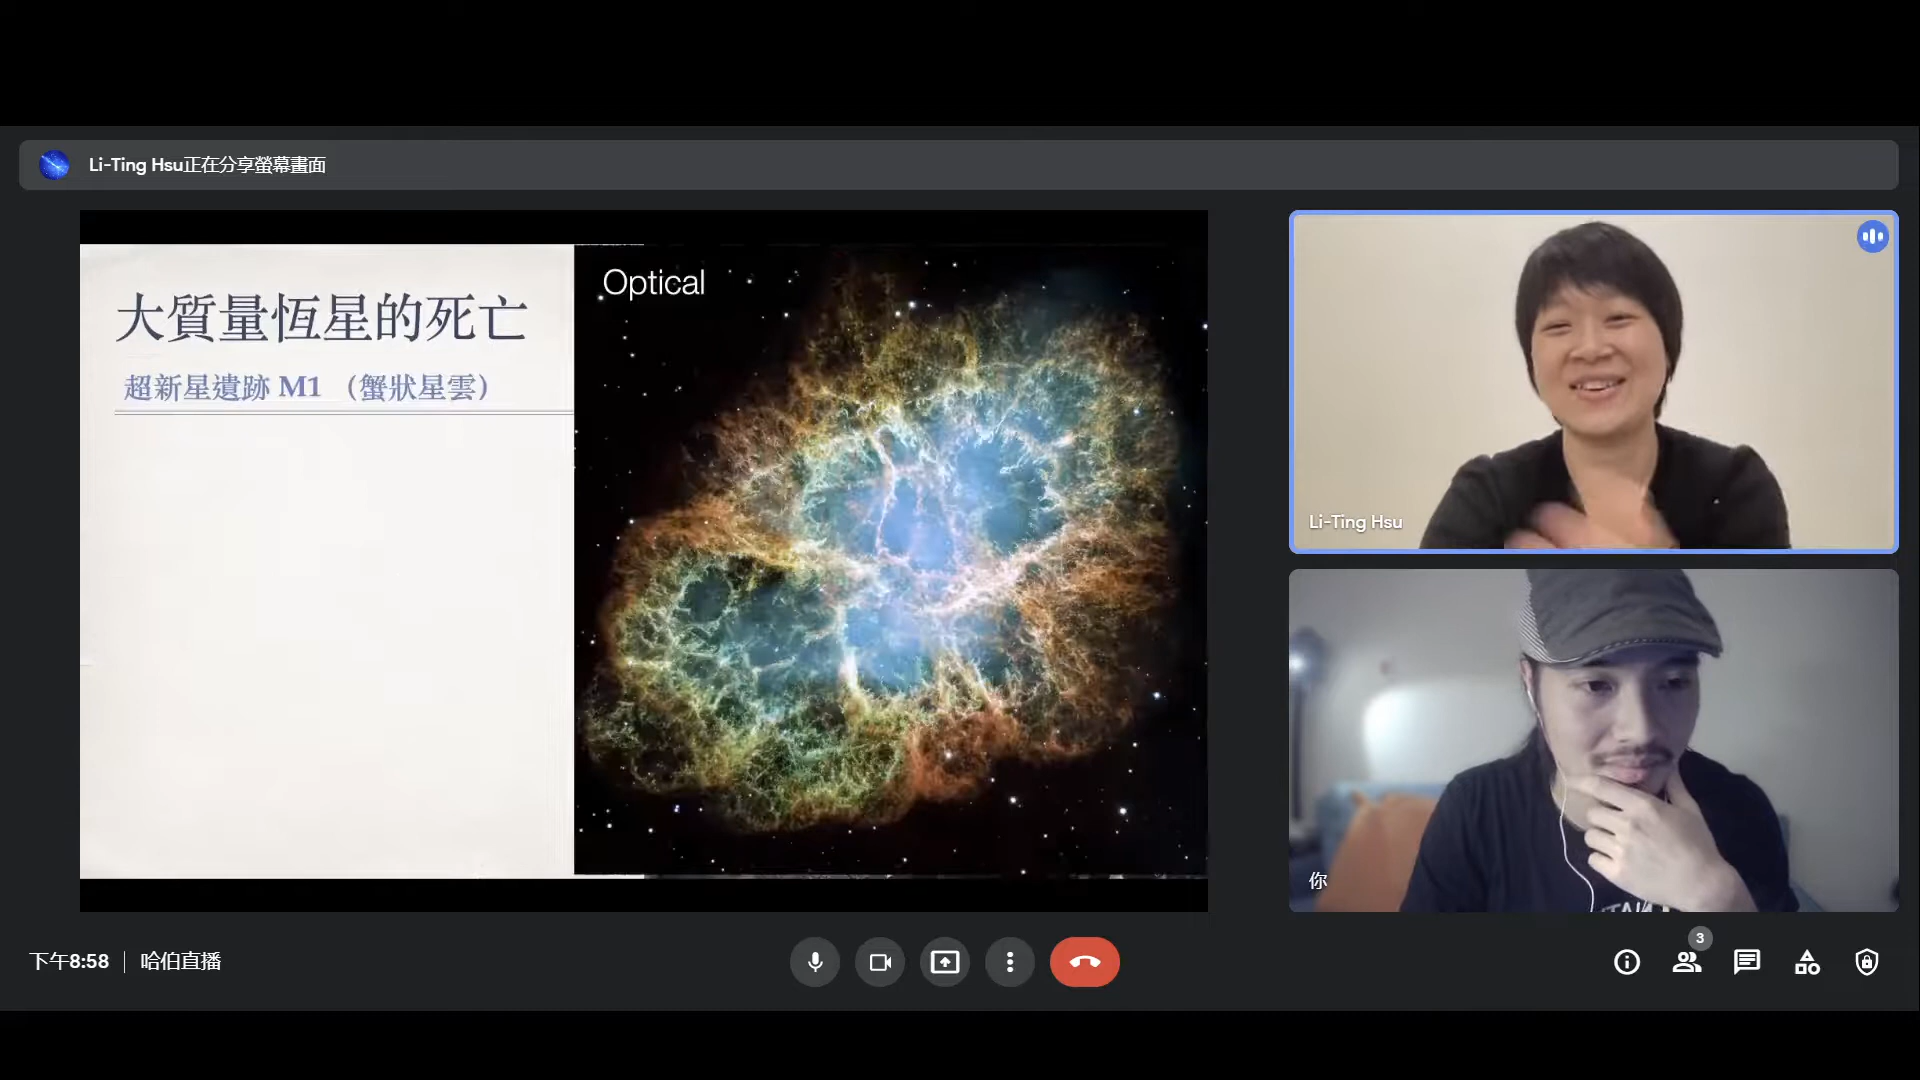 Li-Ting Hsu正在分享螢幕畫面
大質量恆星的死亡
超新星遺跡 M1 （蟹狀星雲）
Optical
Li-Ting Hsu
你
下午8:58
哈伯直播
3